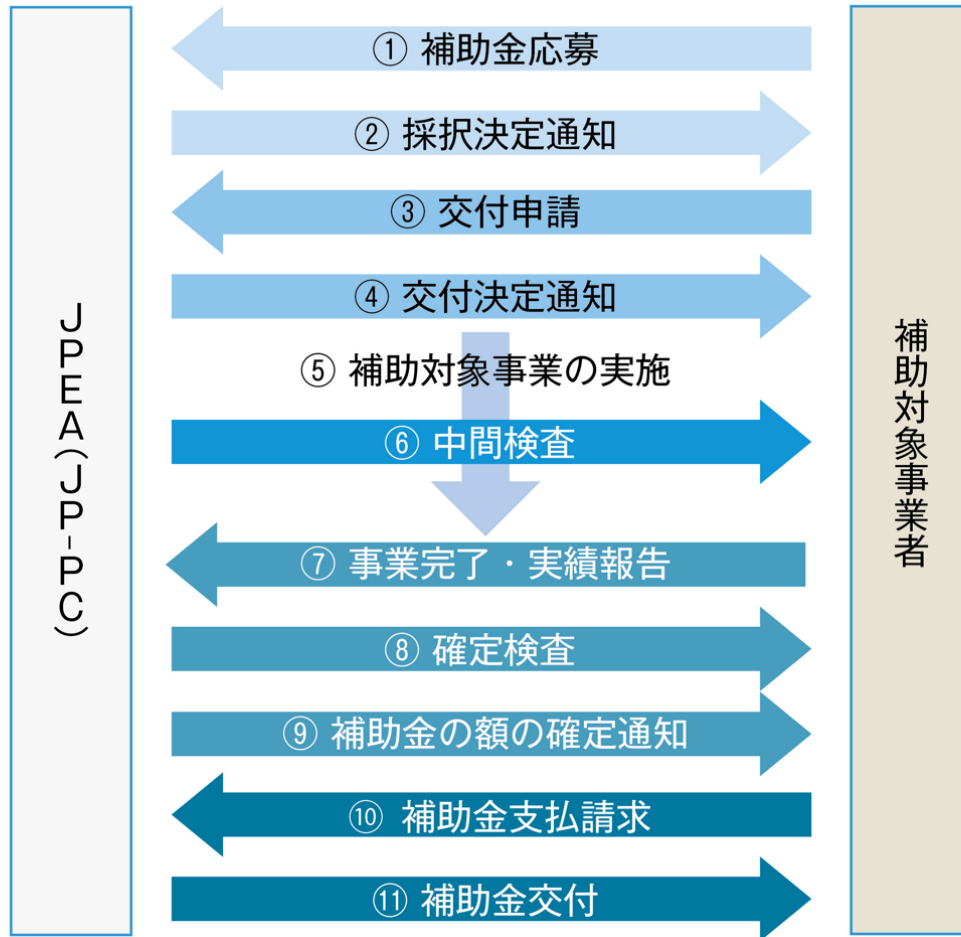 ① 補助金応募
② 採択決定通知
③ 交付申請
④ 交付決定通知
⑤ 補助対象事業の実施
⑥ 中間検査
⑦ 事業完了・実績報告
⑧ 確定検査
⑨ 補助金の額の確定通知
⑩ 補助金支払請求
⑪ 補助金交付
JPEA(JP-PC)
補助対象事業者